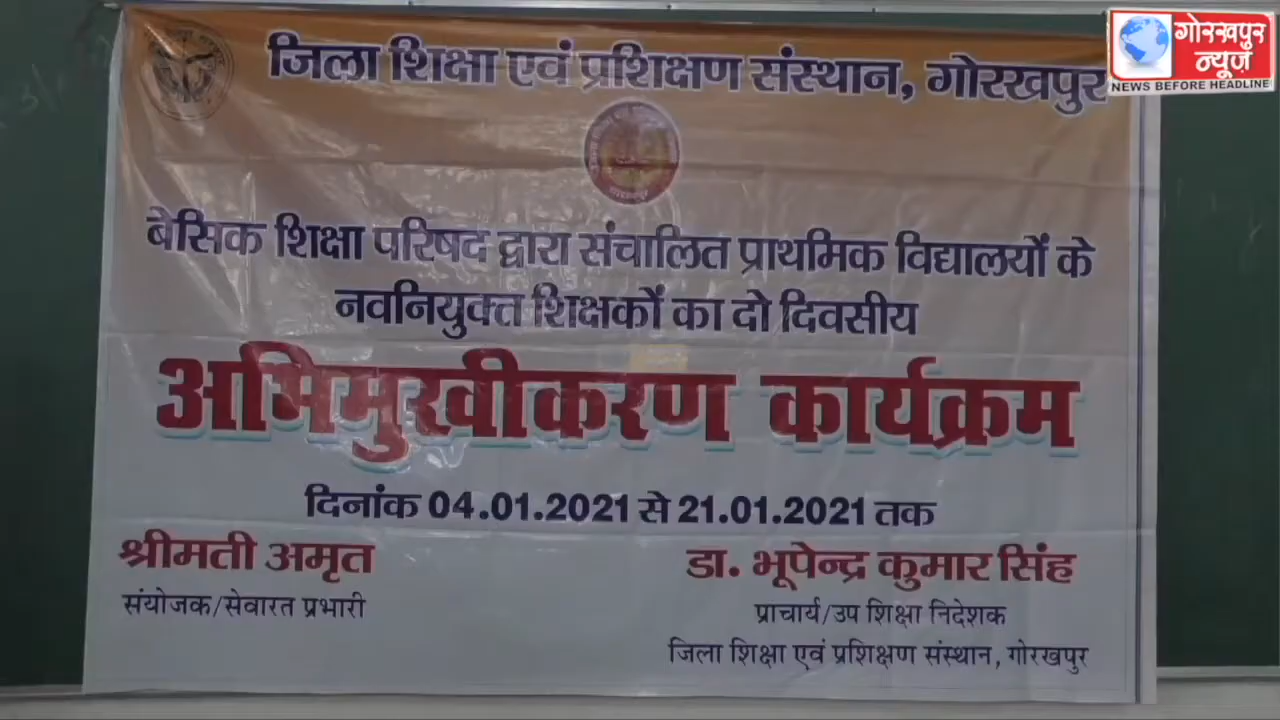 जिला शिक्षा एवं प्रशिक्षण संस्थान, गोरखपुर
गोरखपुर
न्यूज़
NEWS BEFORE HEADLINE
बेसिक शिक्षा परिषद द्वारा संचालित प्राथमिक विद्यालयों के
नवनियुक्त शिक्षकों का दो दिवसीय
अभिमुखीकरण कार्यक्रम
दिनांक 04.01.2021 से 21.01.2021 तक
श्रीमती अमृत
संयोजक/सेवारत प्रभारी
डा. भूपेन्द्र कुमार सिंह
प्राचार्य/उप शिक्षा निदेशक
जिला शिक्षा एवं प्रशिक्षण संस्थान, गोरखपुर